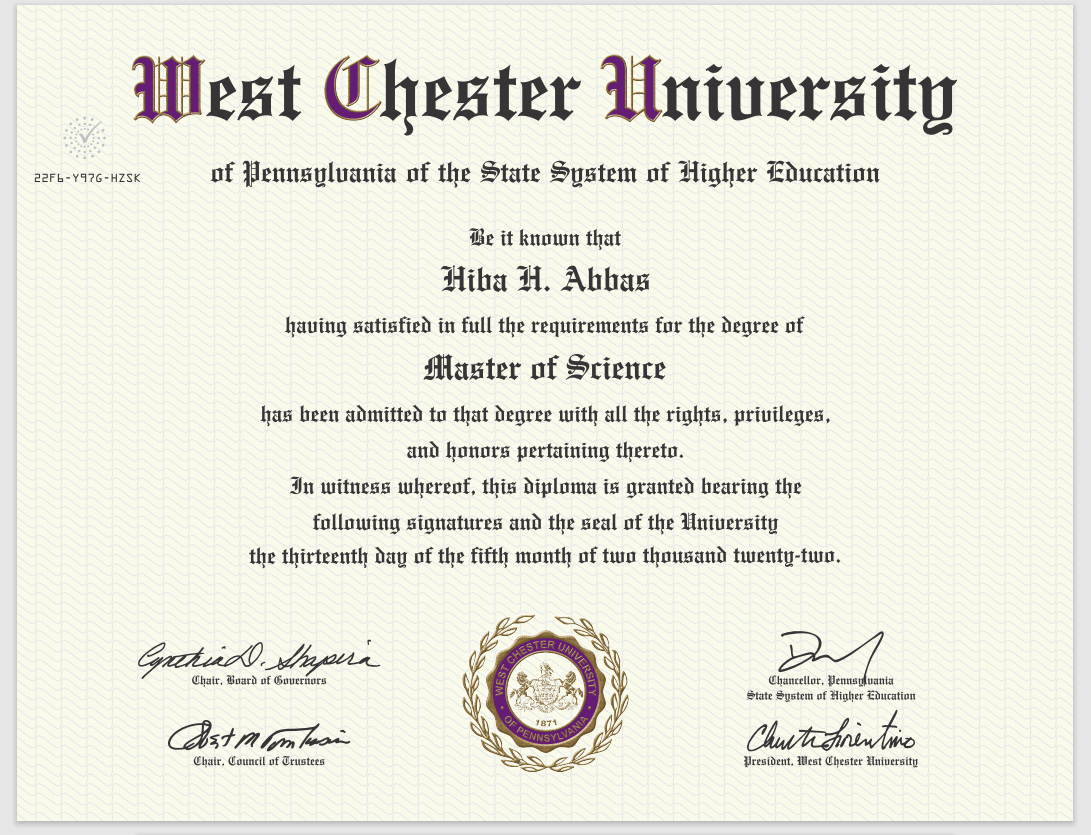 West Chester University
22F6-Y97G-HZSK
of Pennsylvania of the State System of Higher Education
Be it known that
Hiba H. Abbas
having satisfied in full the requirements for the degree of
Master of Science
has been admitted to that degree with all the rights, privileges,
and honors pertaining thereto.
In witness whereof, this diploma is granted bearing the
following signatures and the seal of the University
the thirteenth day of the fifth month of two thousand twenty-two.
Cynthia D. Shapira
Chair, Board of Governors
Chair, Council of Trustees
WEST CHESTER UNIVERSITY
OF PENNSYLVANIA
1871
Chancellor, Pennsylvania
State System of Higher Education
Fiorentino
President, West Chester University